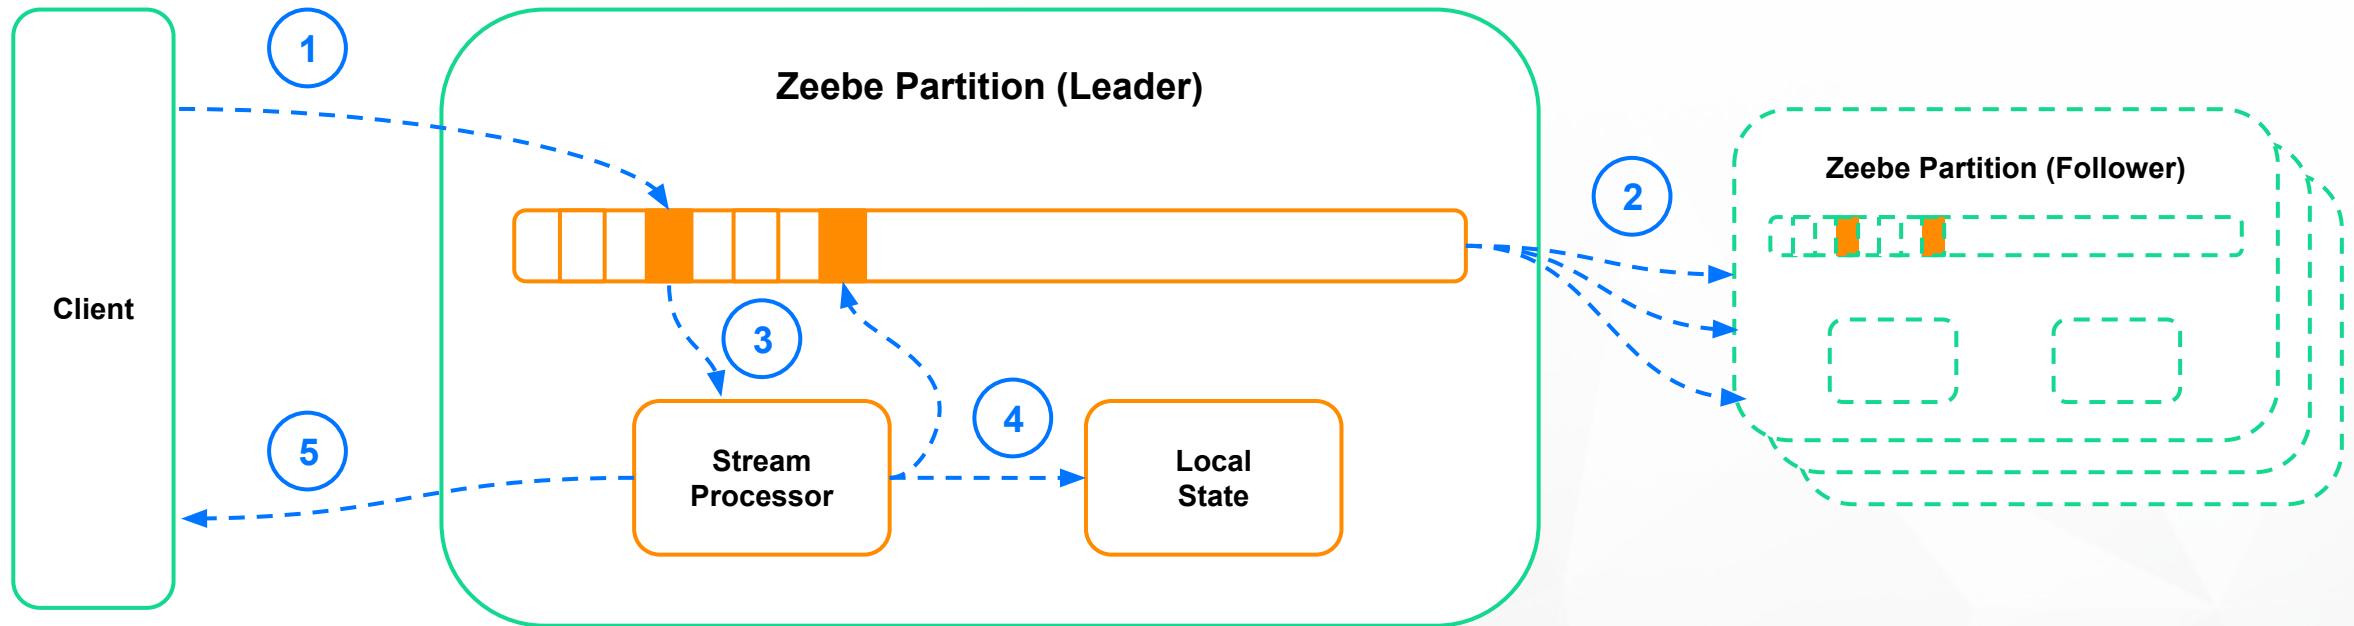 1
Zeebe Partition (Leader)
2
Zeebe Partition (Follower)
Client
3
4
5
Stream
Processor
Local
State